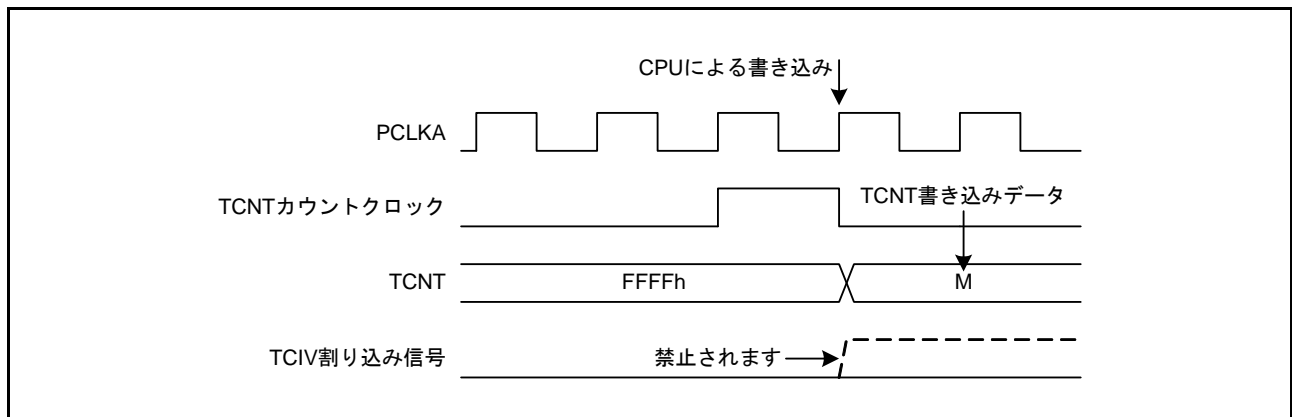 CPUによる書き込み
PCLKA
TCNTカウントクロック
TCNT書き込みデータ
TCNT
FFFFh
M
TCIV割り込み信号
禁止されます